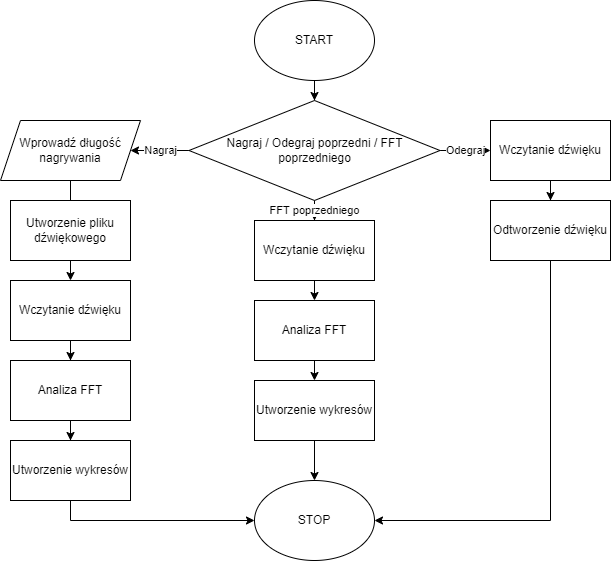 START
Nagraj / Odegraj poprzedni / FFT
poprzedniego
Nagraj
Odegraj
FFT poprzedniego
Wprowadź długość
nagrywania
Utworzenie pliku
dźwiękowego
Wczytanie dźwięku
Analiza FFT
Utworzenie wykresów
Wczytanie dźwięku
Analiza FFT
Utworzenie wykresów
Wczytanie dźwięku
Odtworzenie dźwięku
STOP